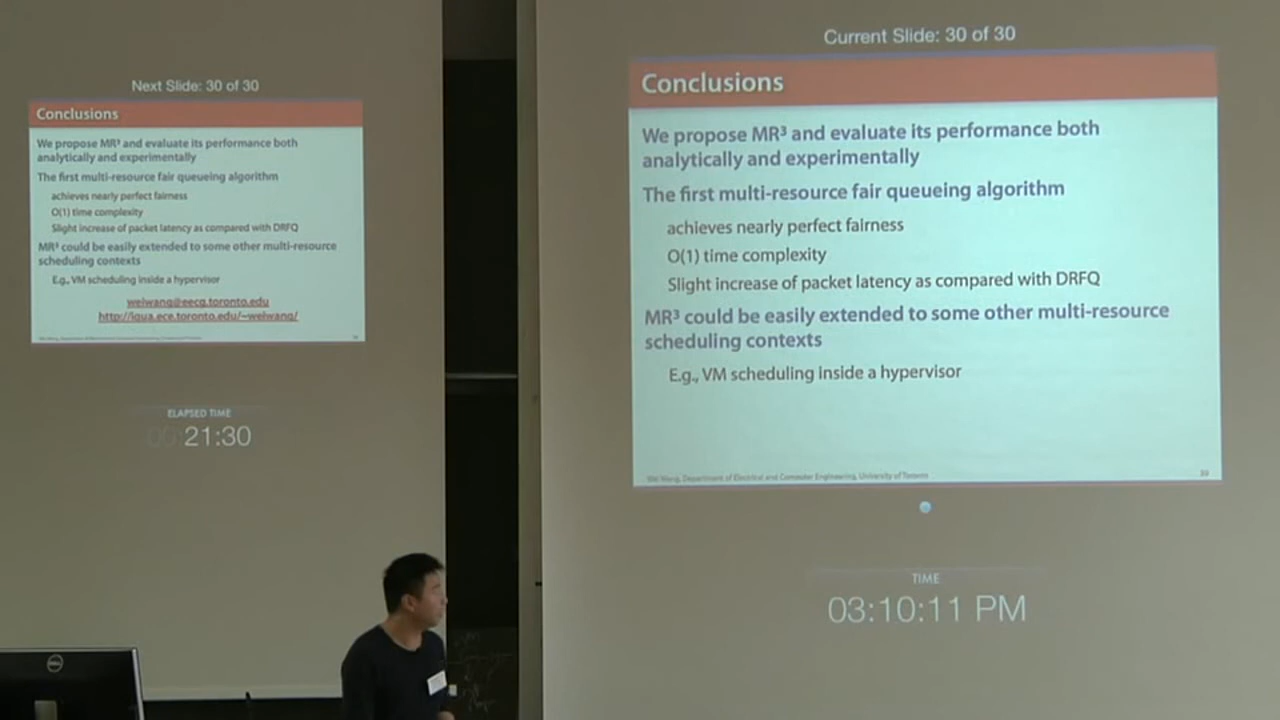 Next Slide: 30 of 30
Conclusions
We propose MR³ and evaluate its performance both
analytically and experimentally
The first multi-resource fair queueing algorithm
achieves nearly perfect fairness
O(1) time complexity
Slight increase of packet latency as compared with DRFQ
MR³ could be easily extended to some other multi-resource
scheduling contexts
E.g., VM scheduling inside a hypervisor
weiwang@eecg.toronto.edu
http://iqua.ece.toronto.edu/~weiwang/
ELAPSED TIME
21:30
DELL
Current Slide: 30 of 30
Conclusions
We propose MR³ and evaluate its performance both
analytically and experimentally
The first multi-resource fair queueing algorithm
achieves nearly perfect fairness
O(1) time complexity
Slight increase of packet latency as compared with DRFQ
MR³ could be easily extended to some other multi-resource
scheduling contexts
E.g., VM scheduling inside a hypervisor
Wei Wang, Department of Electrical and Computer Engineering, University of Toronto
TIME
03:10:11 PM